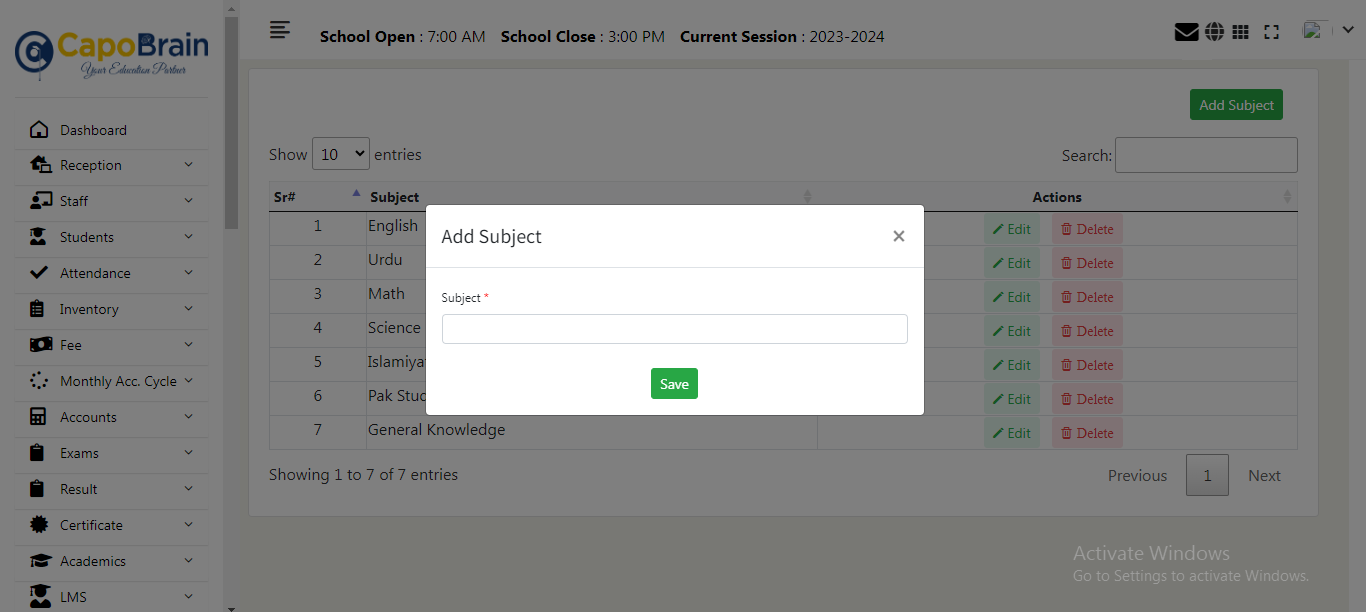 CapoBrain
Your Education Partner
School Open : 7:00 AM School Close : 3:00 PM Current Session : 2023-2024
Dashboard
Reception
Staff
Students
Attendance
Inventory
Fee
Monthly Acc. Cycle
Accounts
Exams
Result
Certificate
Academics
LMS
Add Subject
Show 10 entries
Search:
Sr# Subject Actions
1 English Edit Delete
2 Urdu Edit Delete
3 Math Edit Delete
4 Science Edit Delete
5 Islamiya Edit Delete
6 Pak Stud Edit Delete
7 General Knowledge Edit Delete
Showing 1 to 7 of 7 entries
Previous 1 Next
Add Subject ×
Subject *
Save
Activate Windows
Go to Settings to activate Windows.